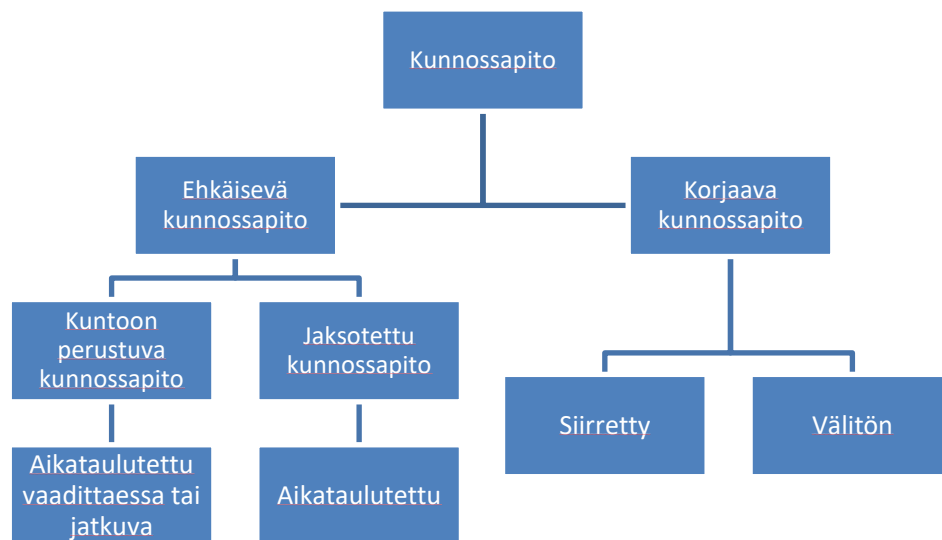 Kunnossapito
Ehkäisevä
kunnossapito
Korjaava
kunnossapito
Kuntoon
perustuva
kunnossapito
Jaksotettu
kunnossapito
Siirretty
Välitön
Aikataulutettu
vaadittaessa tai
jatkuva
Aikataulutettu